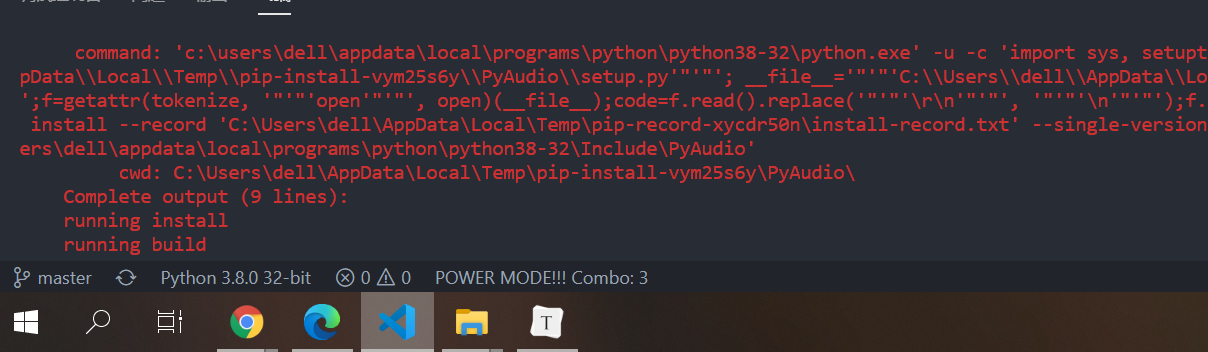 command: 'c:\users\dell\appdata\local\programs\python\python38-32\python.exe' -u -c 'import sys, setupt
pData\\Local\\Temp\\pip-install-vym25s6y\\PyAudio\\setup.py'"'"'; __file__='"'"'C:\\Users\\dell\\AppData\\Lo
';f=getattr(tokenize, '"'"'open'"'"', open)(__file__);code=f.read().replace('"'"'\r\n'"'"', '"'"'\n'"'"');f.
install --record 'C:\Users\dell\AppData\Local\Temp\pip-record-xycdr50n\install-record.txt' --single-version
ers\dell\appdata\local\programs\python\python38-32\Include\PyAudio'
cwd: C:\Users\dell\AppData\Local\Temp\pip-install-vym25s6y\PyAudio\
Complete output (9 lines):
running install
running build
master Python 3.8.0 32-bit 0 0 POWER MODE!!! Combo: 3
T